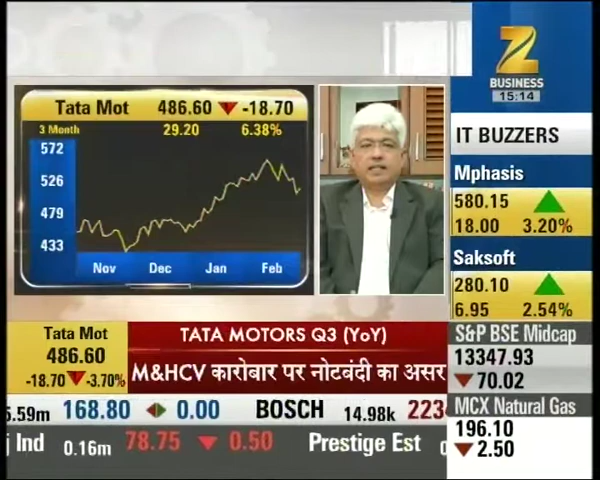 Z
BUSINESS
15:14
Tata Mot 486.60 -18.70
3 Month 29.20 6.38%
572
526
479
433
Nov Dec Jan Feb
IT BUZZERS
Mphasis
580.15
18.00 3.20%
Saksoft
280.10
6.95 2.54%
S&P BSE Midcap
13347.93
70.02
MCX Natural Gas
196.10
2.50
Tata Mot
486.60
-18.70 -3.70%
TATA MOTORS Q3 (YoY)
M&HCV कारोबार पर नोटबंदी का असर
5.59m 168.80 0.00 BOSCH 14.98k 223
j Ind 0.16m 78.75 0.50 Prestige Est